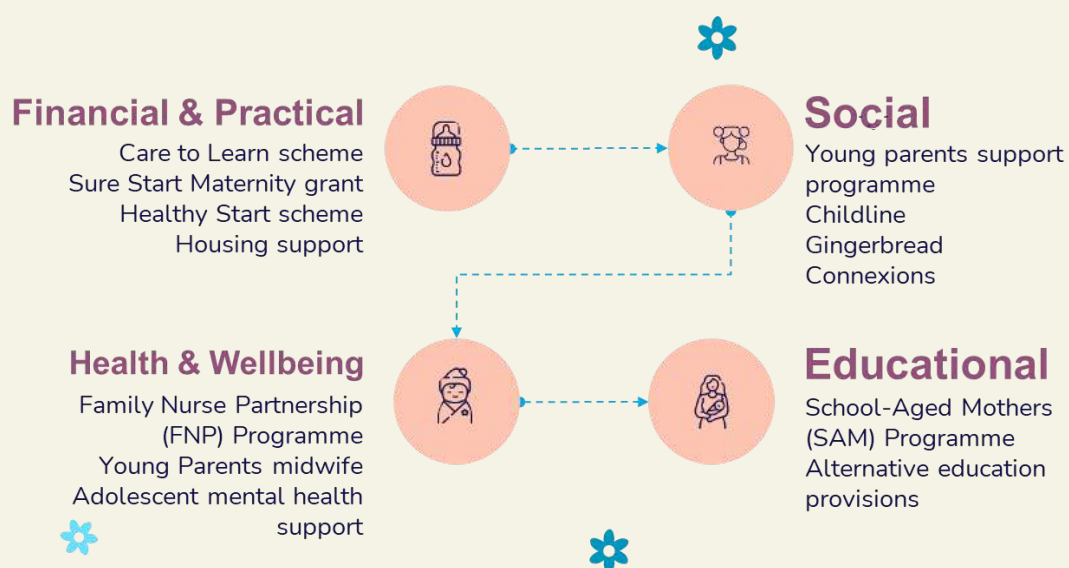 Financial & Practical
Care to Learn scheme
Sure Start Maternity grant
Healthy Start scheme
Housing support
Social
Young parents support
programme
Childline
Gingerbread
Connexions
Health & Wellbeing
Family Nurse Partnership
(FNP) Programme
Young Parents midwife
Adolescent mental health
support
Educational
School-Aged Mothers
(SAM) Programme
Alternative education
provisions